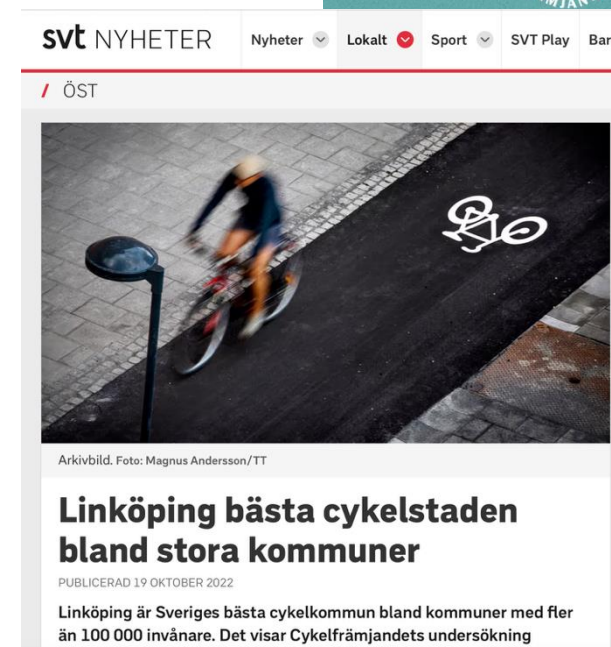 svt NYHETER Nyheter Lokalt Sport SVT Play
/ ÖST
Arkivbild. Foto: Magnus Andersson/TT
Linköping bästa cykelstaden
bland stora kommuner
PUBLICERAD 19 OKTOBER 2022
Linköping är Sveriges bästa cykelkommun bland kommuner med fler
än 100 000 invånare. Det visar Cykelfrämjandets undersökning